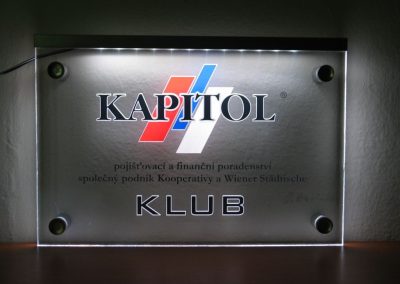 KAPITOL®
pojišťovací a finanční poradenství
společný podnik Kooperativy a Wiener Städtische
KLUB